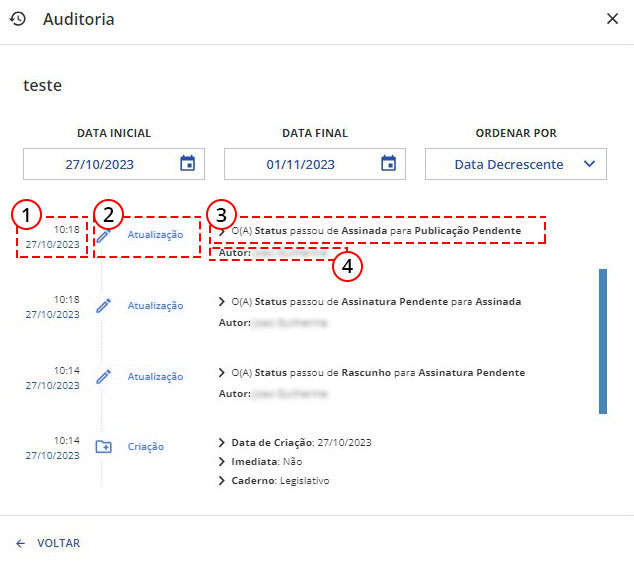 Auditoria
teste
DATA INICIAL
DATA FINAL
ORDENAR POR
27/10/2023
01/11/2023
Data Decrescente
1
2
3
10:18
27/10/2023
Atualização
O(A) Status passou de Assinada para Publicação Pendente
Autor:
4
10:18
27/10/2023
Atualização
O(A) Status passou de Assinatura Pendente para Assinada
Autor:
10:14
27/10/2023
Atualização
O(A) Status passou de Rascunho para Assinatura Pendente
Autor:
10:14
27/10/2023
Criação
Data de Criação: 27/10/2023
Imediata: Não
Caderno: Legislativo
VOLTAR